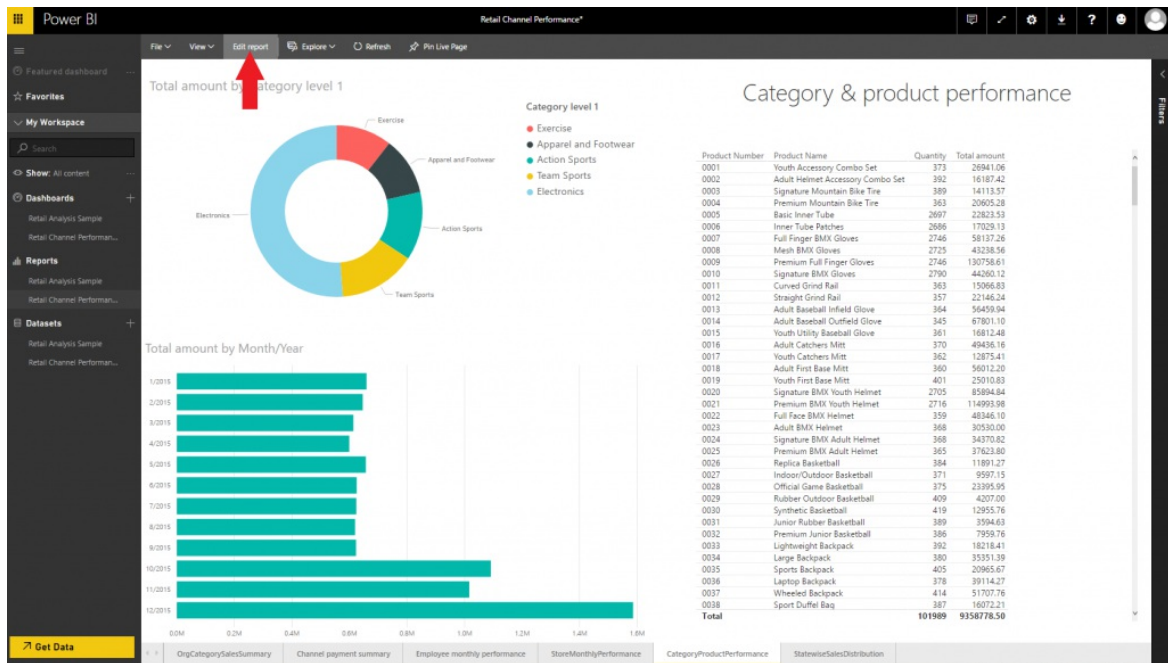 Power BI
Retail Channel Performance*
File View Edit report Explore Refresh Pin Live Page
Featured dashboard
Favorites
My Workspace
Search
Show: All content
Dashboards
Retail Analysis Sample
Retail Channel Performan...
Reports
Retail Analysis Sample
Retail Channel Performan...
Datasets
Retail Analysis Sample
Retail Channel Performan...
Get Data
Total amount by Category level 1
Exercise
Apparel and Footwear
Electronics
Action Sports
Team Sports
Category level 1
Exercise
Apparel and Footwear
Action Sports
Team Sports
Electronics
Total amount by Month/Year
1/2015
2/2015
3/2015
4/2015
5/2015
6/2015
7/2015
8/2015
9/2015
10/2015
11/2015
12/2015
0.0M 0.2M 0.4M 0.6M 0.8M 1.0M 1.2M 1.4M 1.6M
Category & product performance
Product Number Product Name Quantity Total amount
0001 Youth Accessory Combo Set 373 26941.06
0002 Adult Helmet Accessory Combo Set 392 16187.42
0003 Signature Mountain Bike Tire 389 14113.57
0004 Premium Mountain Bike Tire 363 20605.28
0005 Basic Inner Tube 2697 22823.53
0006 Inner Tube Patches 2686 17029.13
0007 Full Finger BMX Gloves 2746 58137.26
0008 Mesh BMX Gloves 2725 43238.56
0009 Premium Full Finger Gloves 2746 130758.61
0010 Signature BMX Gloves 2790 44260.12
0011 Curved Grind Rail 363 15066.83
0012 Straight Grind Rail 357 22146.24
0013 Adult Baseball Infield Glove 364 56459.94
0014 Adult Baseball Outfield Glove 345 67801.10
0015 Youth Utility Baseball Glove 361 16812.48
0016 Adult Catchers Mitt 370 49436.16
0017 Youth Catchers Mitt 362 12875.41
0018 Adult First Base Mitt 360 56012.20
0019 Youth First Base Mitt 401 25010.83
0020 Signature BMX Youth Helmet 2705 85894.84
0021 Premium BMX Youth Helmet 2716 114993.98
0022 Full Face BMX Helmet 359 48346.10
0023 Adult BMX Helmet 368 30530.00
0024 Signature BMX Adult Helmet 368 34370.82
0025 Premium BMX Adult Helmet 365 37623.80
0026 Replica Basketball 384 11891.27
0027 Indoor/Outdoor Basketball 371 9597.15
0028 Official Game Basketball 375 23395.95
0029 Rubber Outdoor Basketball 409 4207.00
0030 Synthetic Basketball 419 12955.76
0031 Junior Rubber Basketball 389 3594.63
0032 Premium Junior Basketball 386 7959.76
0033 Lightweight Backpack 392 18218.41
0034 Large Backpack 380 35351.39
0035 Sports Backpack 405 20965.67
0036 Laptop Backpack 378 39114.27
0037 Wheeled Backpack 414 51707.76
0038 Sport Duffel Bag 387 16072.21
Total 101989 9358778.50
Filters
OrgCategorySalesSummary Channel payment summary Employee monthly performance StoreMonthlyPerformance CategoryProductPerformance StatewiseSalesDistribution